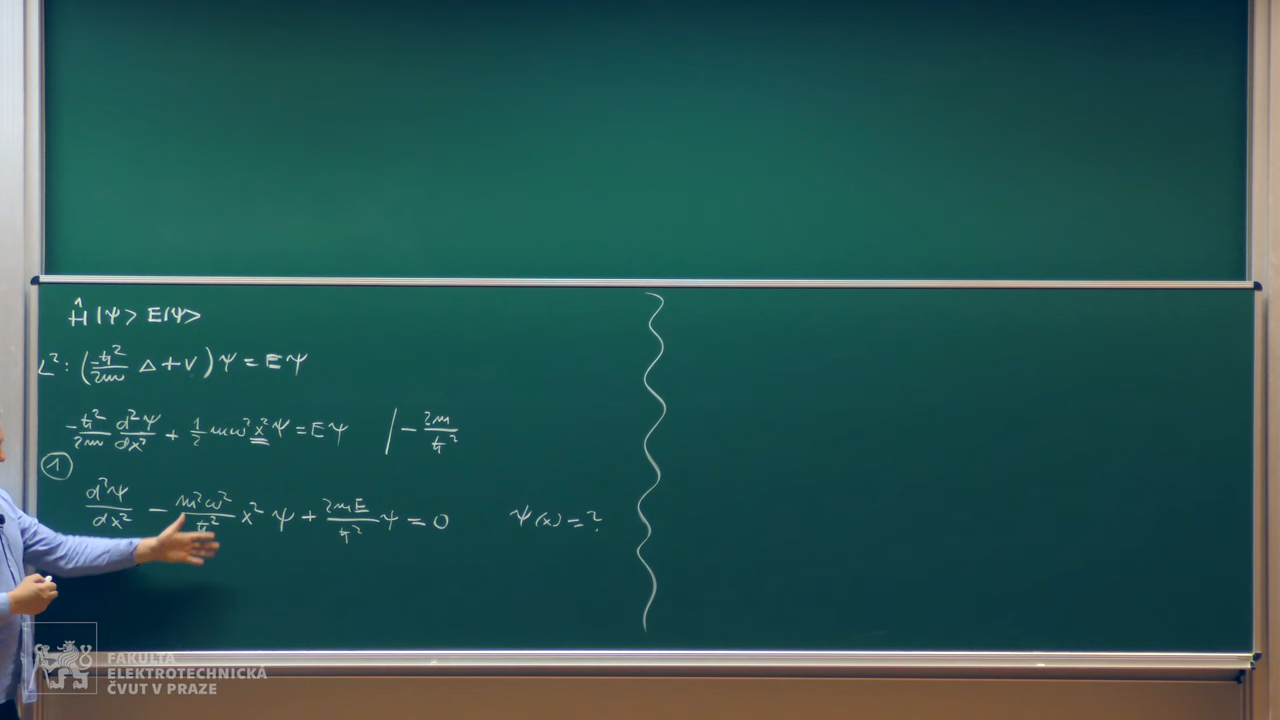 Ĥ|Ψ> E|Ψ>
L²: (-ħ²/2m Δ + V) Ψ = EΨ
-ħ²/2m d²Ψ/dx² + 1/2 mω² x² Ψ = EΨ / - 2m/ħ²
①
d²Ψ/dx² - m²ω²/ħ² x² Ψ + 2mE/ħ² Ψ = 0 Ψ(x) = ?
FAKULTA
ELEKTROTECHNICKÁ
ČVUT V PRAZE